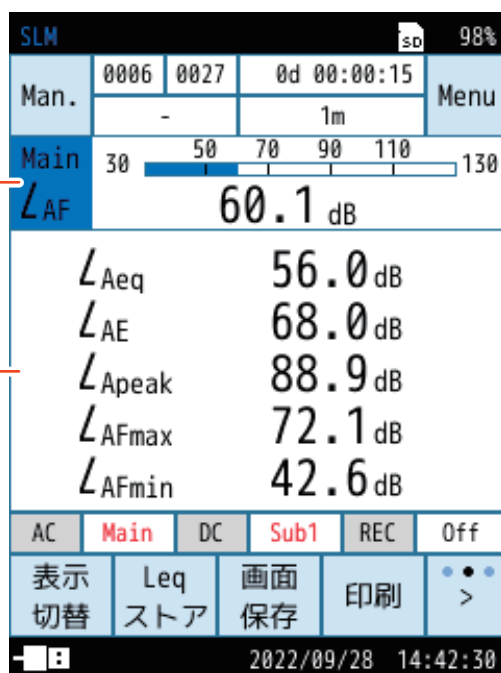 SLM SD 98%
Man. 0006 0027 0d 00:00:15 Menu
- 1m
Main 30 50 70 90 110 130
LAF 60.1 dB
LAeq 56.0 dB
LAE 68.0 dB
LApeak 88.9 dB
LAFmax 72.1 dB
LAFmin 42.6 dB
AC Main DC Sub1 REC Off
表示切替 Leqストア 画面保存 印刷 >
2022/09/28 14:42:30